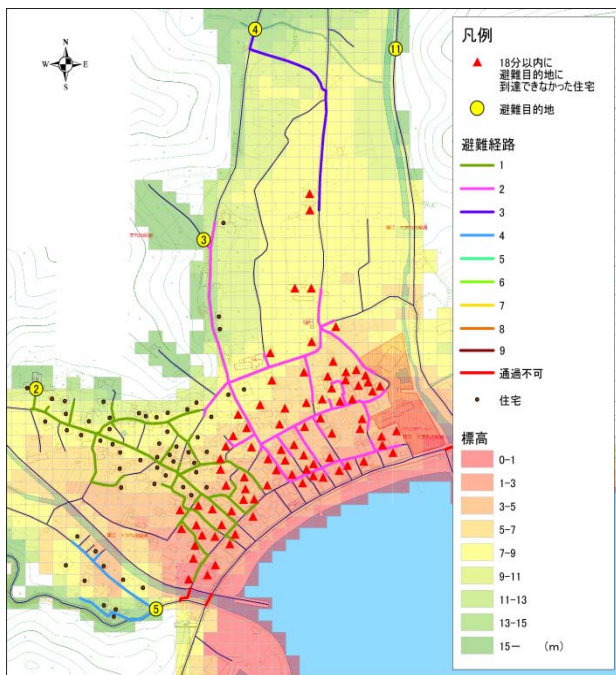 4
11
N
W E
S
3
2
5
凡例
18分以内に
避難目的地に
到達できなかった住宅
避難目的地
避難経路
1
2
3
4
5
6
7
8
9
通過不可
住宅
標高
0-1
1-3
3-5
5-7
7-9
9-11
11-13
13-15
15ー (m)